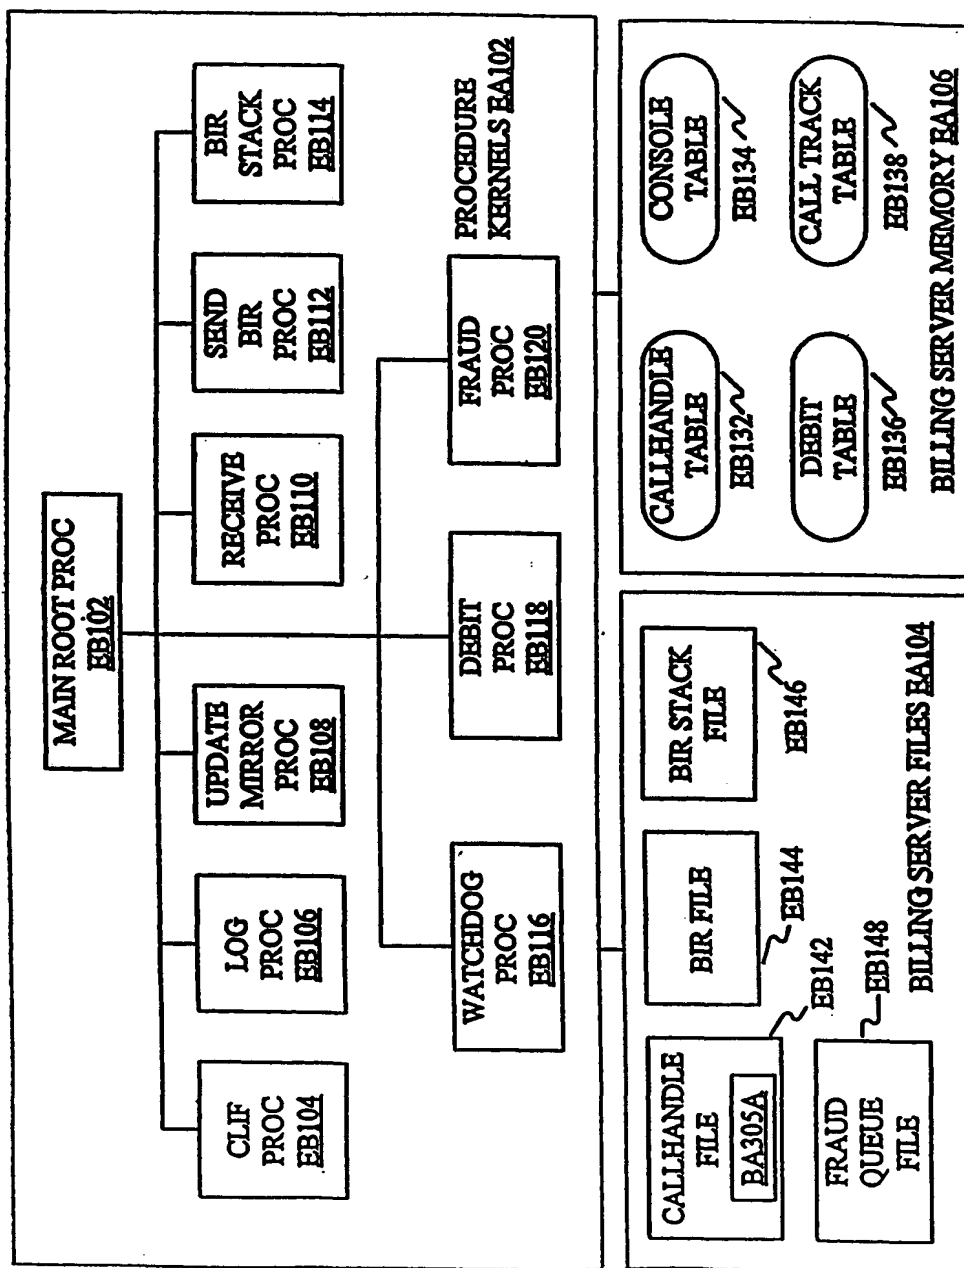 MAIN ROOT PROC
EB102
CLIF
PROC
EB104
LOG
PROC
EB106
UPDATE
MIRROR
PROC
EB108
RECEIVE
PROC
EB110
SEND
BIR
PROC
EB112
BIR
STACK
PROC
EB114
WATCHDOG
PROC
EB116
DEBIT
PROC
EB118
FRAUD
PROC
EB120
PROCEDURE
KERNELS EA102
CALLHANDLE
FILE
BA305A
EB142
BIR FILE
EB144
BIR STACK
FILE
EB146
FRAUD
QUEUE
FILE
EB148
BILLING SERVER FILES EA104
CALLHANDLE
TABLE
EB132
CONSOLE
TABLE
EB134
DEBIT
TABLE
EB136
CALL TRACK
TABLE
EB138
BILLING SERVER MEMORY EA106